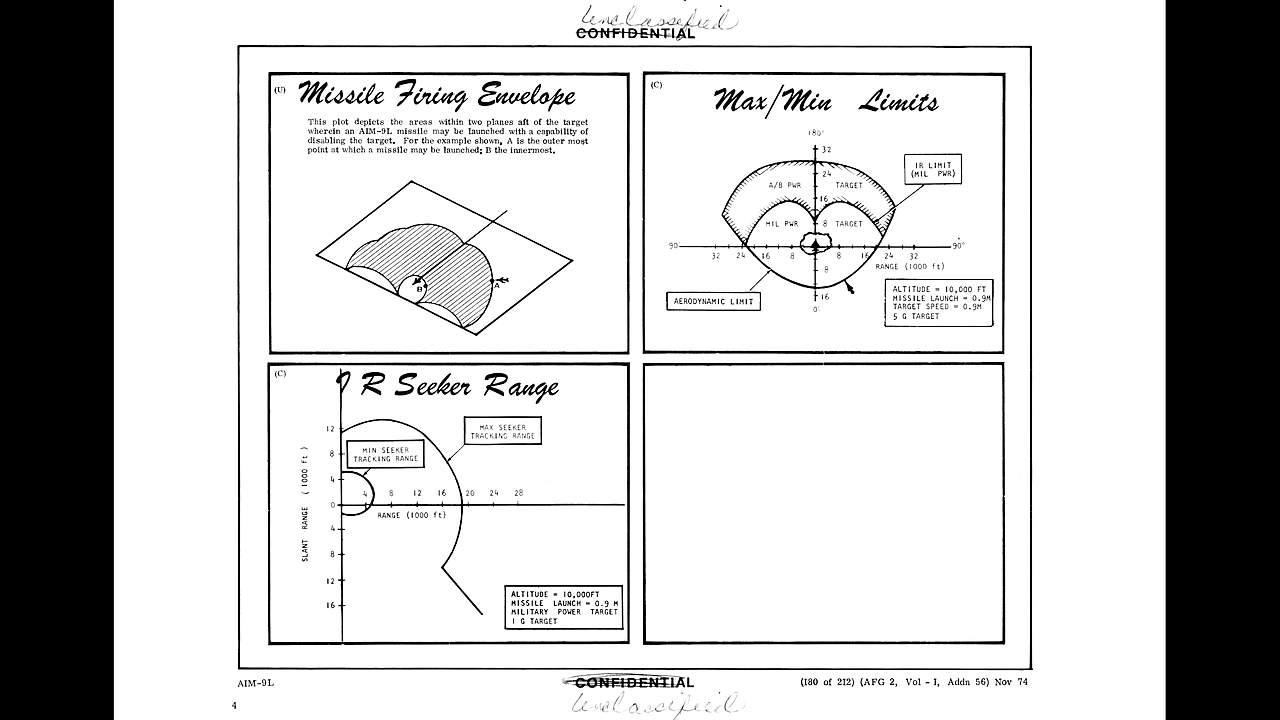 Unclassified
CONFIDENTIAL
(U) Missile Firing Envelope
This plot depicts the areas within two planes aft of the target
wherein an AIM-9L missile may be launched with a capability of
disabling the target. For the example shown, A is the outer most
point at which a missile may be launched; B the innermost.
B
A
(C) Max/Min Limits
180°
32
24
16
8
IR LIMIT
(MIL PWR)
A/B PWR TARGET
MIL PWR TARGET
90° 90°
32 24 16 8 8 16 24 32
RANGE (1000 ft)
8
16
0°
AERODYNAMIC LIMIT
ALTITUDE = 10,000 FT
MISSILE LAUNCH = 0.9M
TARGET SPEED = 0.9M
5 G TARGET
(C) IR Seeker Range
MAX SEEKER
TRACKING RANGE
MIN SEEKER
TRACKING RANGE
SLANT RANGE (1000 ft)
12
8
4
0
4
8
12
16
4 8 12 16 20 24 28
RANGE (1000 ft)
ALTITUDE = 10,000FT
MISSILE LAUNCH = 0.9 M
MILITARY POWER TARGET
1 G TARGET
AIM-9L
CONFIDENTIAL
(180 of 212) (AFG 2, Vol - I, Addn 56) Nov 74
Unclassified
4